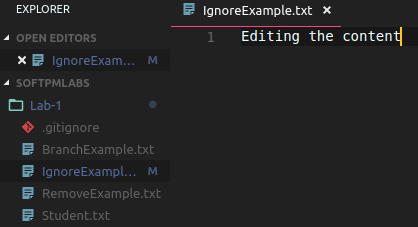 EXPLORER
OPEN EDITORS
IgnoreExam... M
SOFTPMLABS
Lab-1
.gitignore
BranchExample.txt
IgnoreExampl... M
RemoveExample.txt
Student.txt
IgnoreExample.txt ×
1 Editing the content